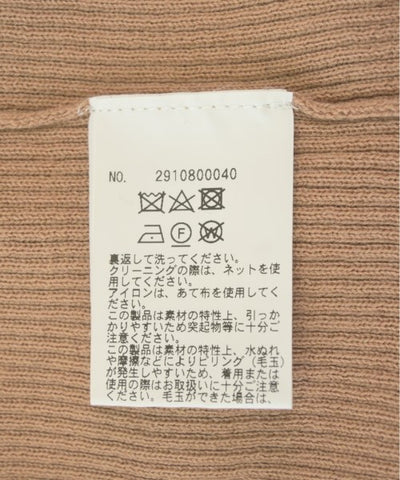 NO. 2910800040
F W
裏返して洗ってください。
クリーニングの際は、ネットを使
用してください。
アイロンは、あて布を使用してく
ださい。
この製品は素材の特性上、引っか
かりやすいため突起物等に十分ご
注意ください。
この製品は素材の特性上、水ぬれ
や摩擦などによりピリング(毛玉)
が発生しやすいため、着用または
使用の際はお取扱いに十分ご注意
ください。毛玉ができた場合は、